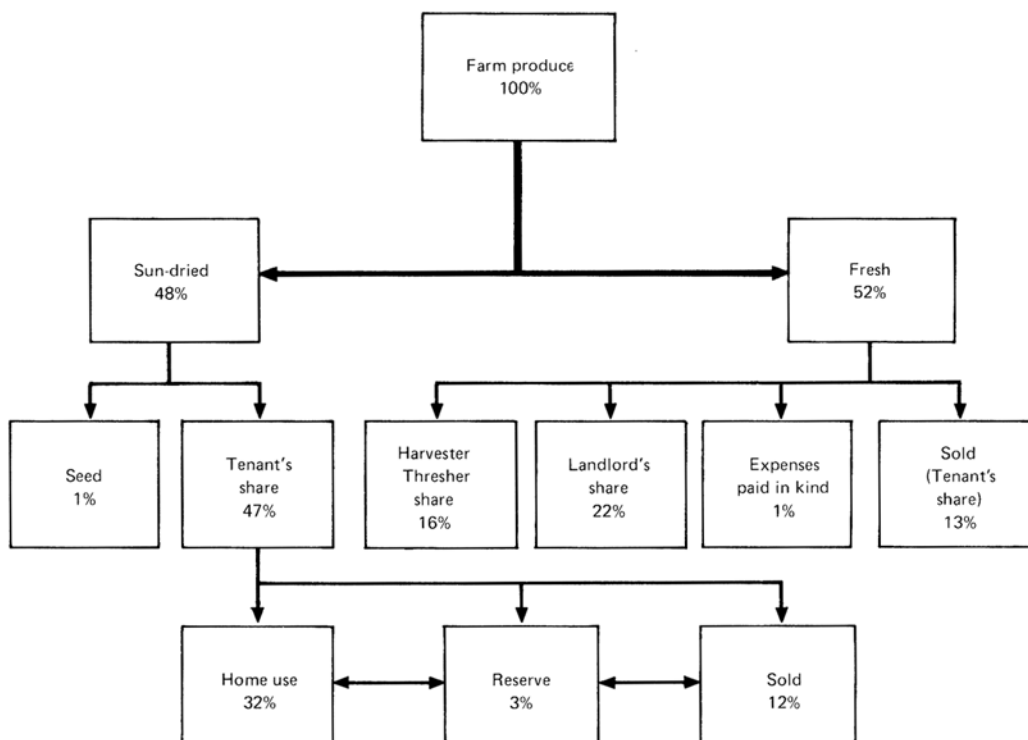 Farm produce
100%
Sun-dried
48%
Fresh
52%
Seed
1%
Tenant's
share
47%
Harvester
Thresher
share
16%
Landlord's
share
22%
Expenses
paid in kind
1%
Sold
(Tenant's
share)
13%
Home use
32%
Reserve
3%
Sold
12%